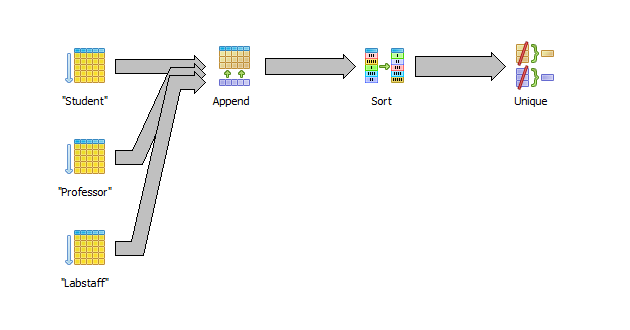 "Student"
Append
Sort
Unique
"Professor"
"Labstaff"